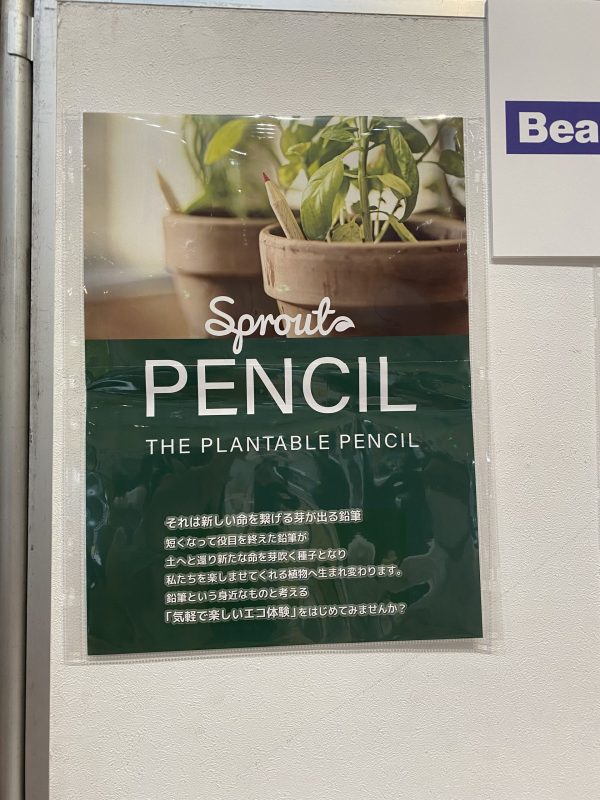 Bea
Sprout
PENCIL
THE PLANTABLE PENCIL
それは新しい命を繋げる芽が出る鉛筆
短くなって役目を終えた鉛筆が
土へと還り新たな命を芽吹く種子となり
私たちを楽しませてくれる植物へ生まれ変わります。
鉛筆という身近なものと考える
「気軽で楽しいエコ体験」をはじめてみませんか？